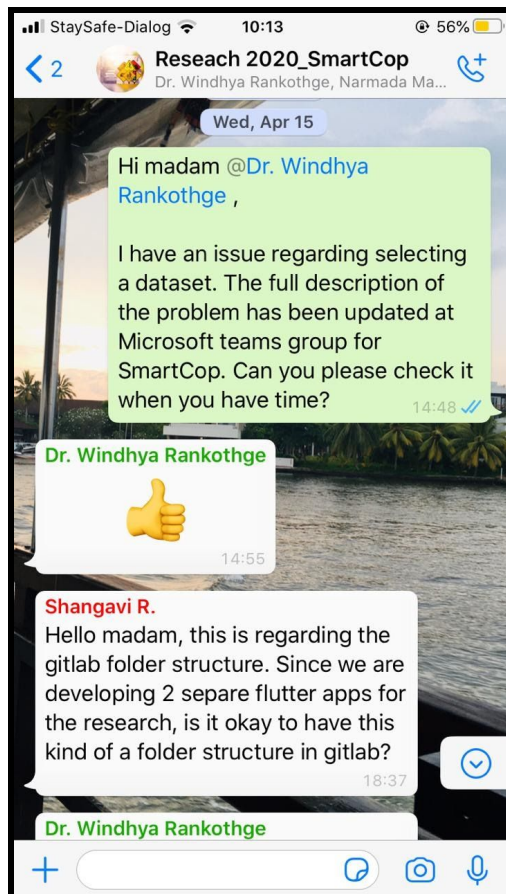 StaySafe-Dialog 10:13 56%
2 Reseach 2020_SmartCop
Dr. Windhya Rankothge, Narmada Ma...
Wed, Apr 15
Hi madam @Dr. Windhya
Rankothge ,
I have an issue regarding selecting
a dataset. The full description of
the problem has been updated at
Microsoft teams group for
SmartCop. Can you please check it
when you have time?
14:48
Dr. Windhya Rankothge
14:55
Shangavi R.
Hello madam, this is regarding the
gitlab folder structure. Since we are
developing 2 separe flutter apps for
the research, is it okay to have this
kind of a folder structure in gitlab?
18:37
Dr. Windhya Rankothge